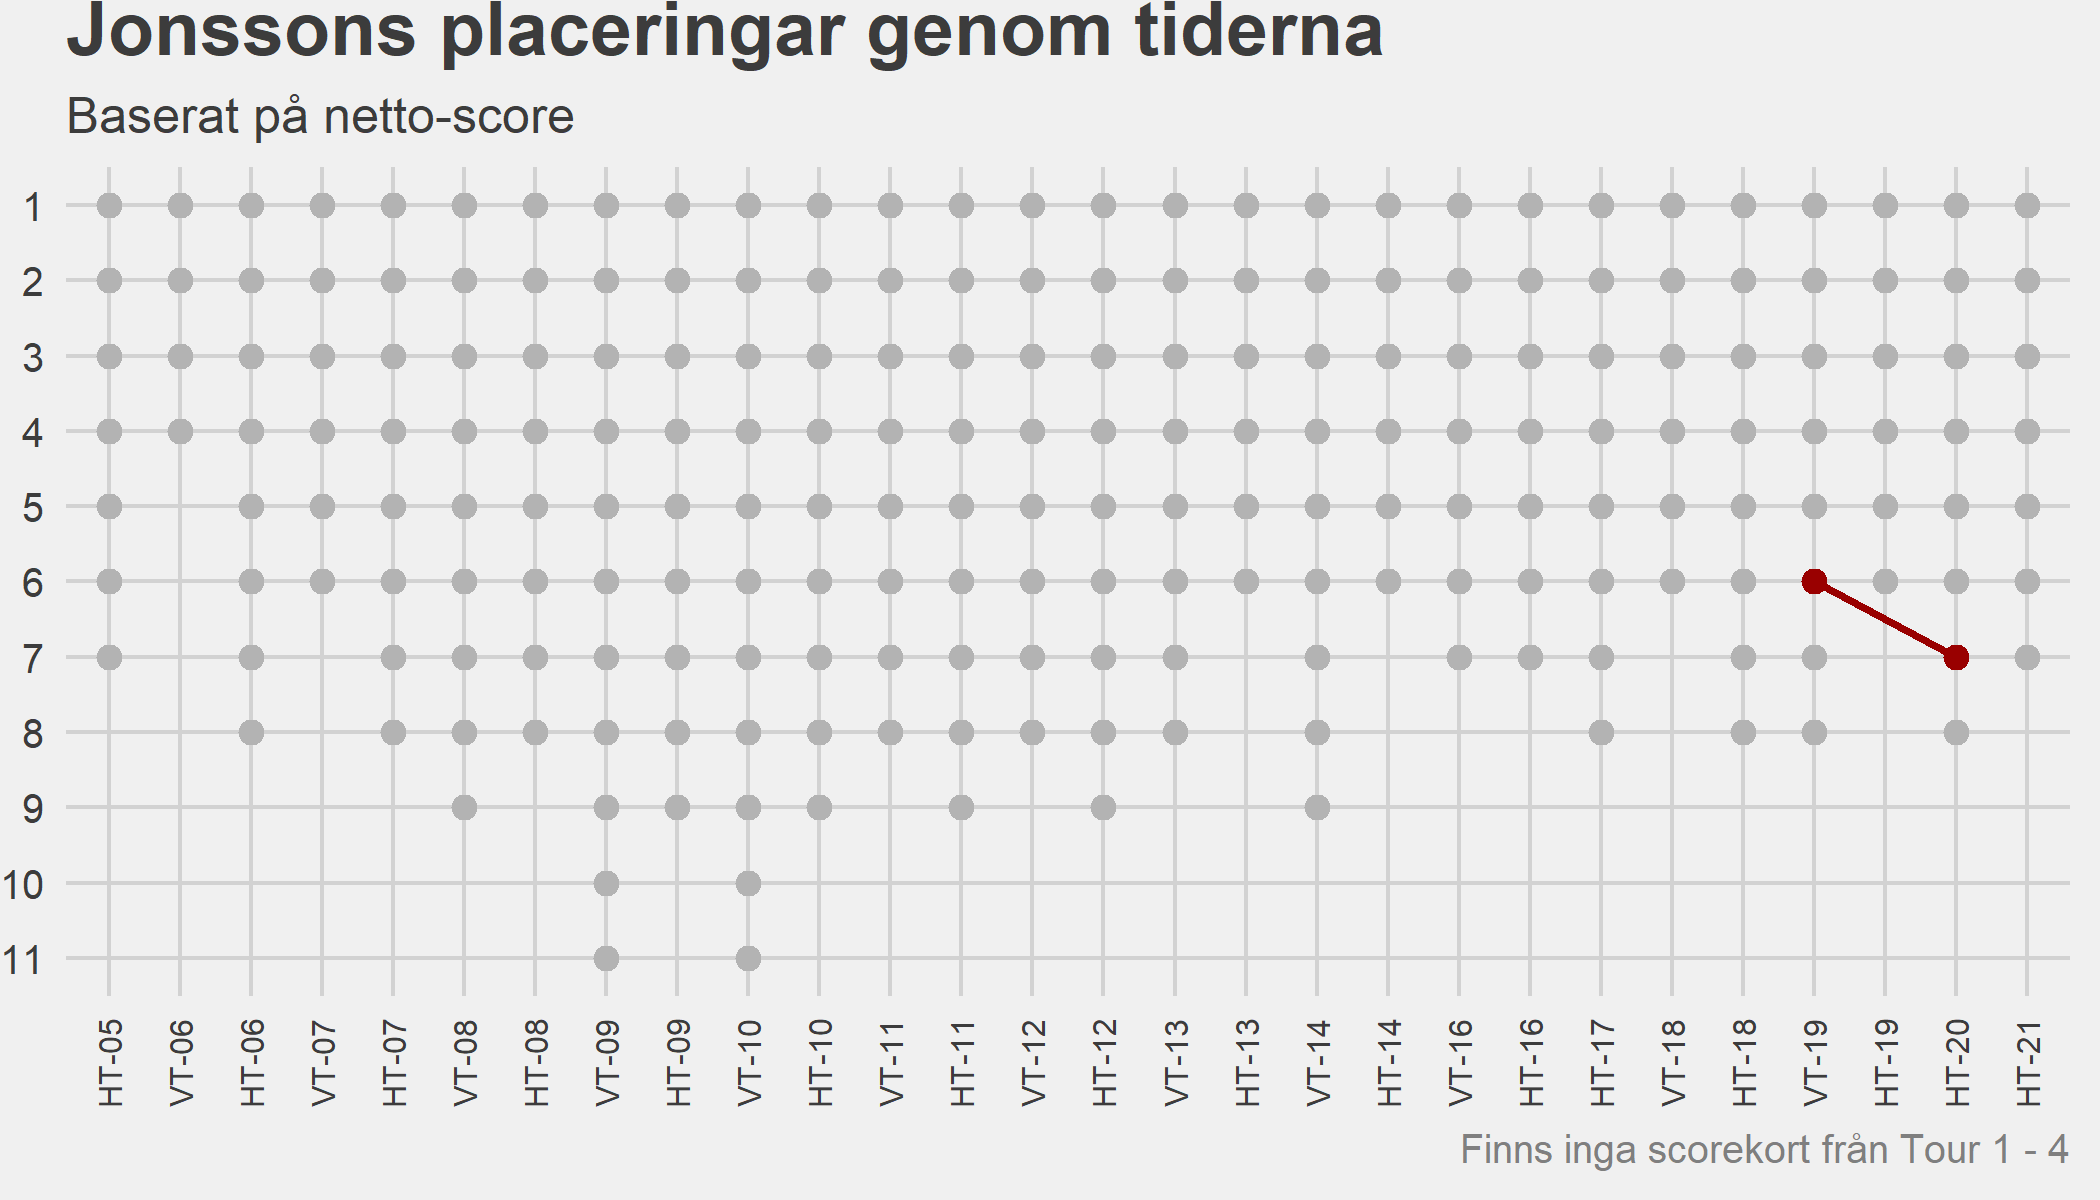 Jonssons placeringar genom tiderna
Baserat på netto-score
1
2
3
4
5
6
7
8
9
10
11
HT-05
VT-06
HT-06
VT-07
HT-07
VT-08
HT-08
VT-09
HT-09
VT-10
HT-10
VT-11
HT-11
VT-12
HT-12
VT-13
HT-13
VT-14
HT-14
VT-16
HT-16
HT-17
VT-18
HT-18
VT-19
HT-19
HT-20
HT-21
Finns inga scorekort från Tour 1 - 4